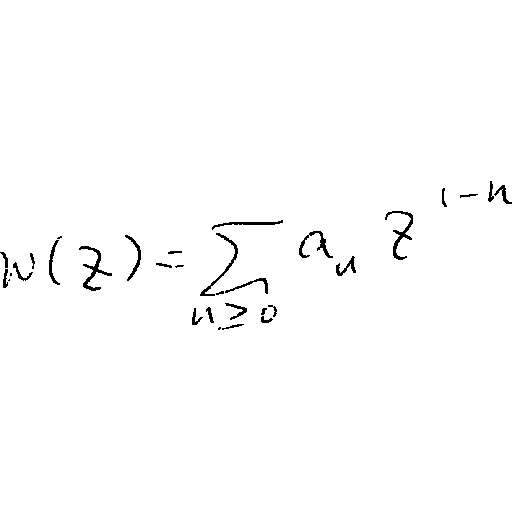 w(z) = \sum_{n \geq 0} a_n z^{1-n}